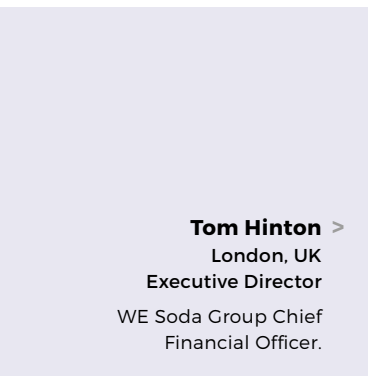 Tom Hinton >
London, UK
Executive Director
WE Soda Group Chief
Financial Officer.